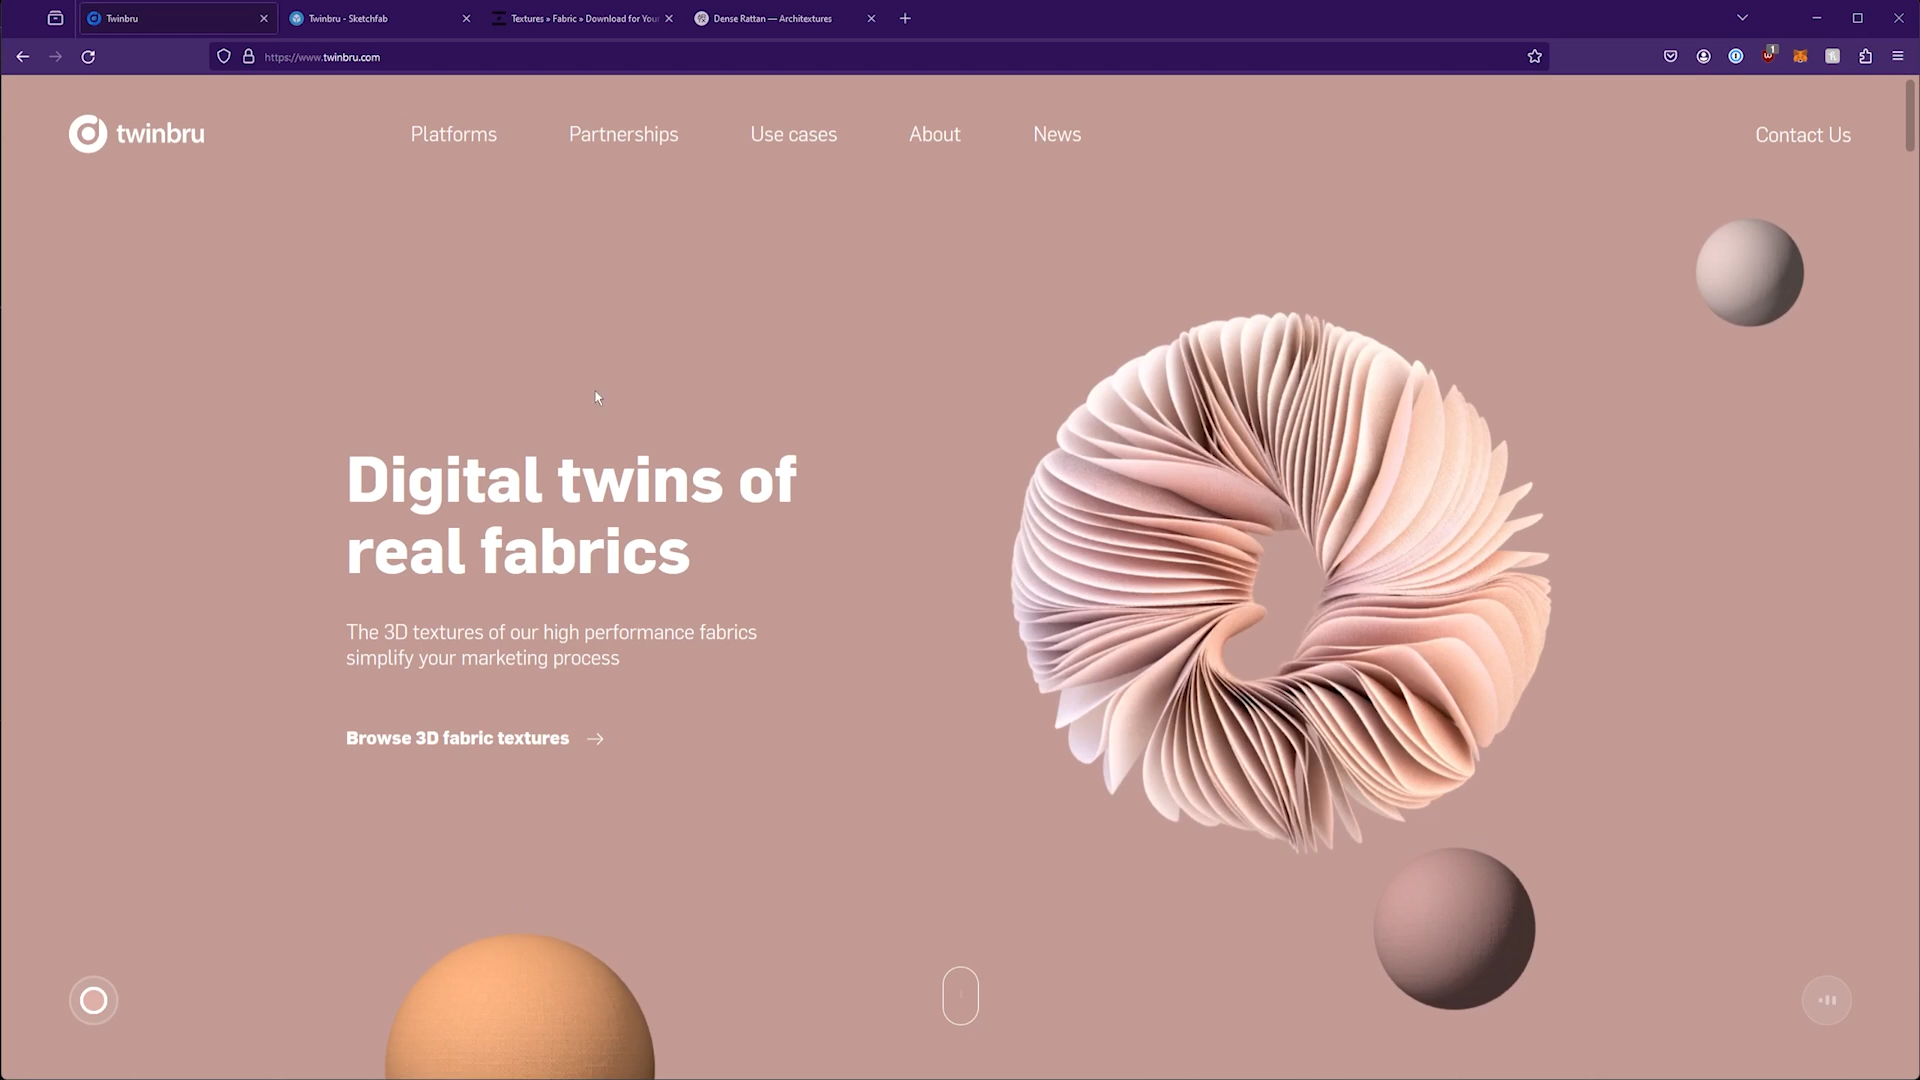 Twinbru
Twinbru - Sketchfab
Textures » Fabric » Download for Your
Dense Rattan — Architextures
https://www.twinbru.com
1
twinbru
Platforms
Partnerships
Use cases
About
News
Contact Us
Digital twins of
real fabrics
The 3D textures of our high performance fabrics
simplify your marketing process
Browse 3D fabric textures